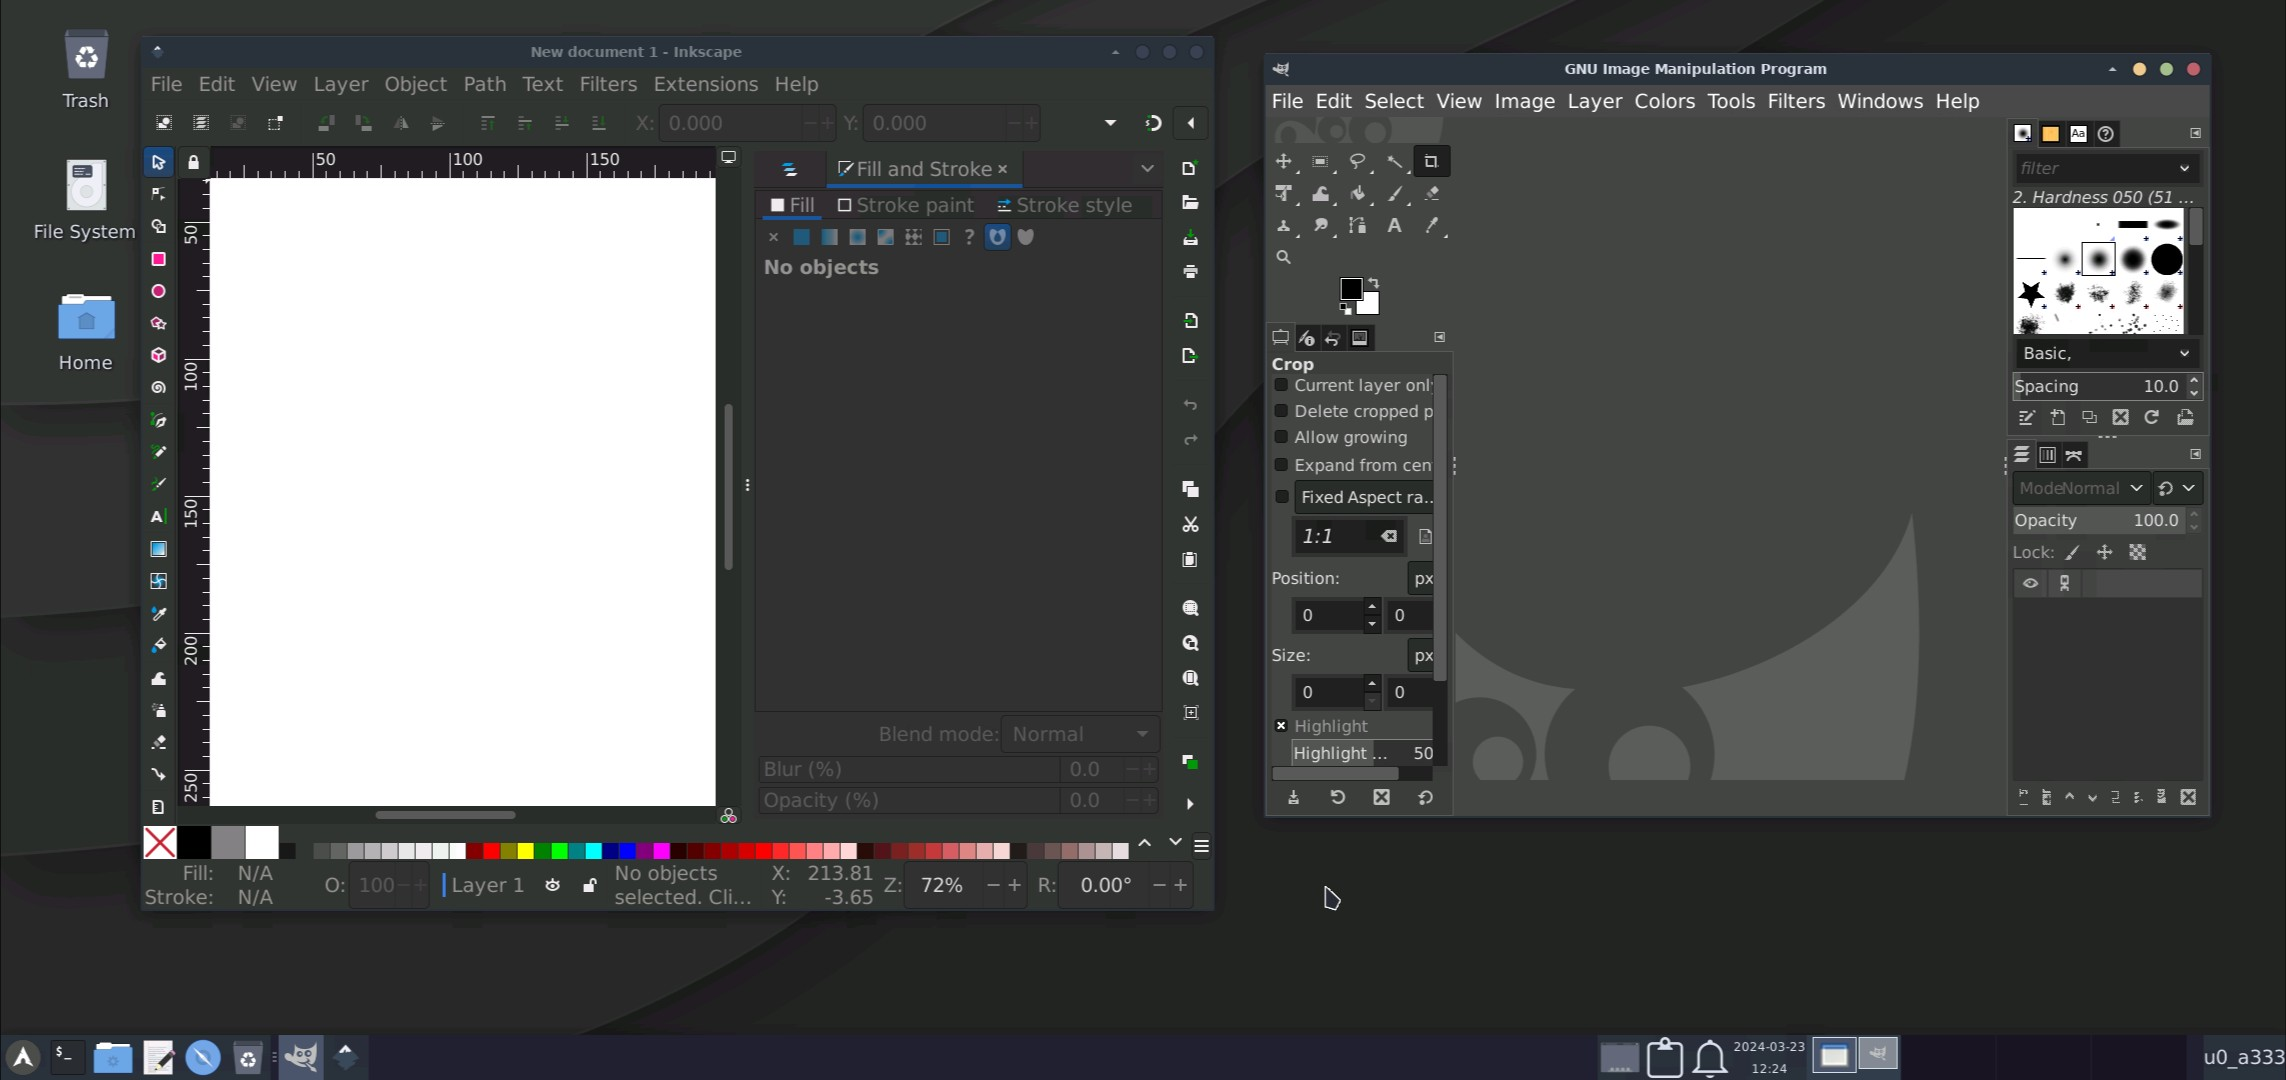 Trash
File System
Home
New document 1 - Inkscape
File Edit View Layer Object Path Text Filters Extensions Help
X: 0.000 Y: 0.000
50 100 150
50
100
150
200
250
Fill and Stroke
Fill Stroke paint Stroke style
?
No objects
Blend mode: Normal
Blur (%) 0.0
Opacity (%) 0.0
Fill: N/A
Stroke: N/A
O: 100
Layer 1
No objects
selected. Cli...
X: 213.81
Y: -3.65
Z: 72%
R: 0.00°
GNU Image Manipulation Program
File Edit Select View Image Layer Colors Tools Filters Windows Help
Crop
Current layer onl
Delete cropped p
Allow growing
Expand from cen
Fixed Aspect ra...
1:1
Position: px
0 0
Size: px
0 0
Highlight
Highlight ... 50
Aa
filter
2. Hardness 050 (51 ...
Basic,
Spacing 10.0
Mode Normal
Opacity 100.0
Lock:
$_
2024-03-23
12:24
u0_a333